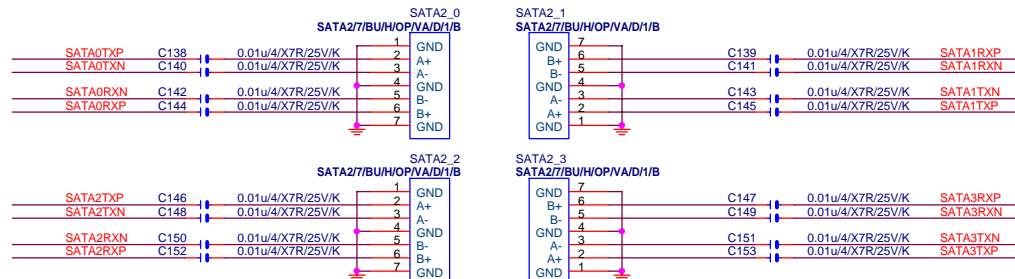 SATA2_0
SATA2/7/BU/H/OP/VA/D/1/B
1 GND
SATA0TXP C138 0.01u/4/X7R/25V/K 2 A+
SATA0TXN C140 0.01u/4/X7R/25V/K 3 A-
4 GND
SATA0RXN C142 0.01u/4/X7R/25V/K 5 B-
SATA0RXP C144 0.01u/4/X7R/25V/K 6 B+
7 GND
SATA2_1
SATA2/7/BU/H/OP/VA/D/1/B
GND 7
B+ 6 C139 0.01u/4/X7R/25V/K SATA1RXP
B- 5 C141 0.01u/4/X7R/25V/K SATA1RXN
GND 4
A- 3 C143 0.01u/4/X7R/25V/K SATA1TXN
A+ 2 C145 0.01u/4/X7R/25V/K SATA1TXP
GND 1
SATA2_2
SATA2/7/BU/H/OP/VA/D/1/B
1 GND
SATA2TXP C146 0.01u/4/X7R/25V/K 2 A+
SATA2TXN C148 0.01u/4/X7R/25V/K 3 A-
4 GND
SATA2RXN C150 0.01u/4/X7R/25V/K 5 B-
SATA2RXP C152 0.01u/4/X7R/25V/K 6 B+
7 GND
SATA2_3
SATA2/7/BU/H/OP/VA/D/1/B
GND 7
B+ 6 C147 0.01u/4/X7R/25V/K SATA3RXP
B- 5 C149 0.01u/4/X7R/25V/K SATA3RXN
GND 4
A- 3 C151 0.01u/4/X7R/25V/K SATA3TXN
A+ 2 C153 0.01u/4/X7R/25V/K SATA3TXP
GND 1